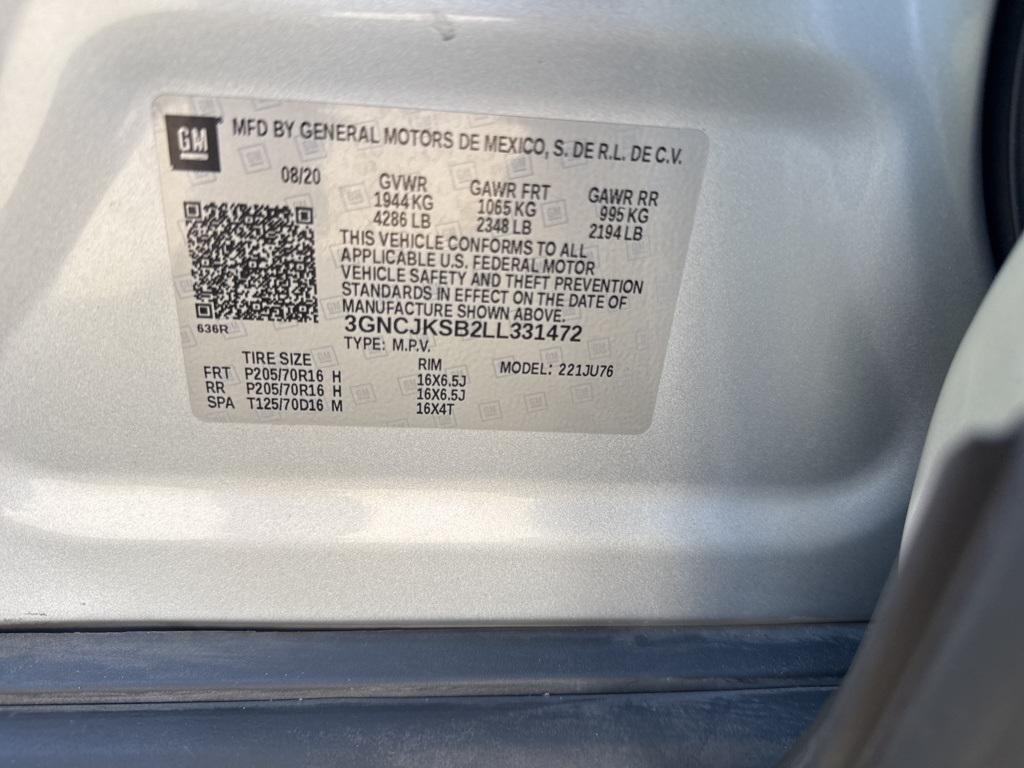 GM MFD BY GENERAL MOTORS DE MEXICO, S. DE R.L. DE C.V.
08/20 GVWR GAWR FRT GAWR RR
1944 KG 1065 KG 995 KG
4286 LB 2348 LB 2194 LB
THIS VEHICLE CONFORMS TO ALL
APPLICABLE U.S. FEDERAL MOTOR
VEHICLE SAFETY AND THEFT PREVENTION
STANDARDS IN EFFECT ON THE DATE OF
MANUFACTURE SHOWN ABOVE.
636R 3GNCJKSB2LL331472
TYPE: M.P.V.
TIRE SIZE RIM MODEL: 221JU76
FRT P205/70R16 H 16X6.5J
RR P205/70R16 H 16X6.5J
SPA T125/70D16 M 16X4T